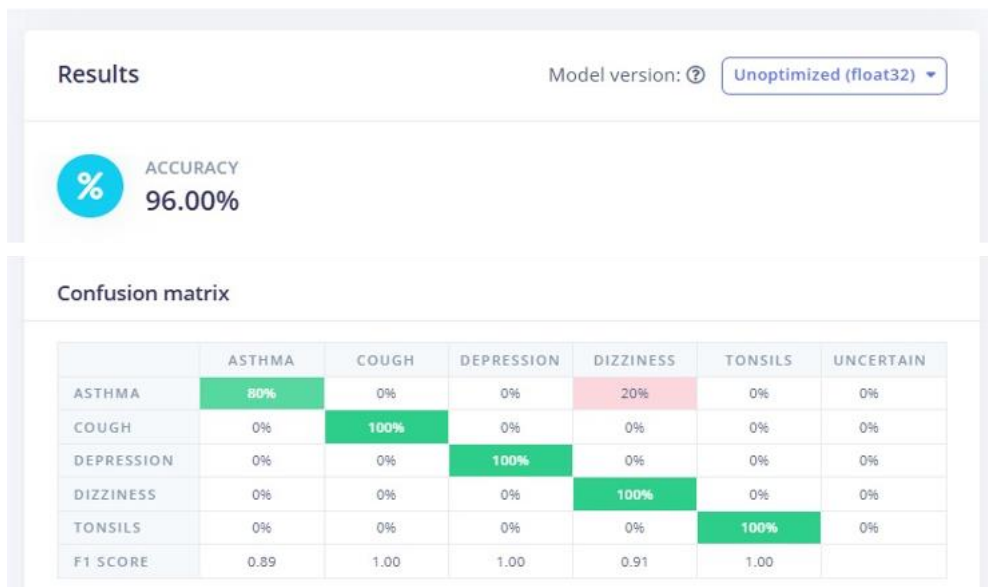 Results
Model version: Unoptimized (float32)
%
ACCURACY
96.00%
Confusion matrix
ASTHMA COUGH DEPRESSION DIZZINESS TONSILS UNCERTAIN
ASTHMA 80% 0% 0% 20% 0% 0%
COUGH 0% 100% 0% 0% 0% 0%
DEPRESSION 0% 0% 100% 0% 0% 0%
DIZZINESS 0% 0% 0% 100% 0% 0%
TONSILS 0% 0% 0% 0% 100% 0%
F1 SCORE 0.89 1.00 1.00 0.91 1.00